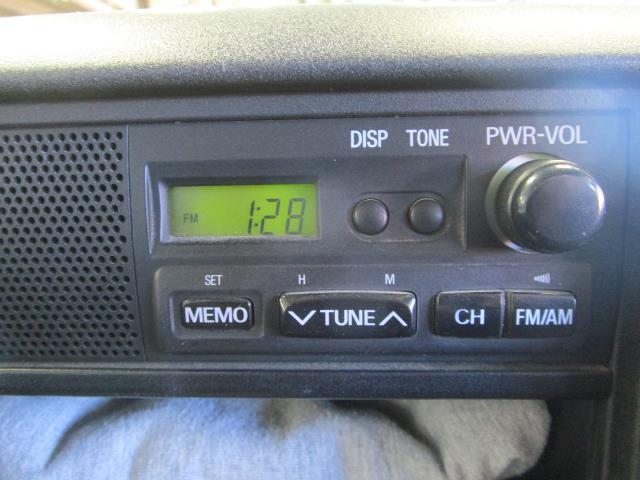 DISP TONE PWR-VOL
FM 1:28
SET H M
MEMO TUNE CH FM/AM